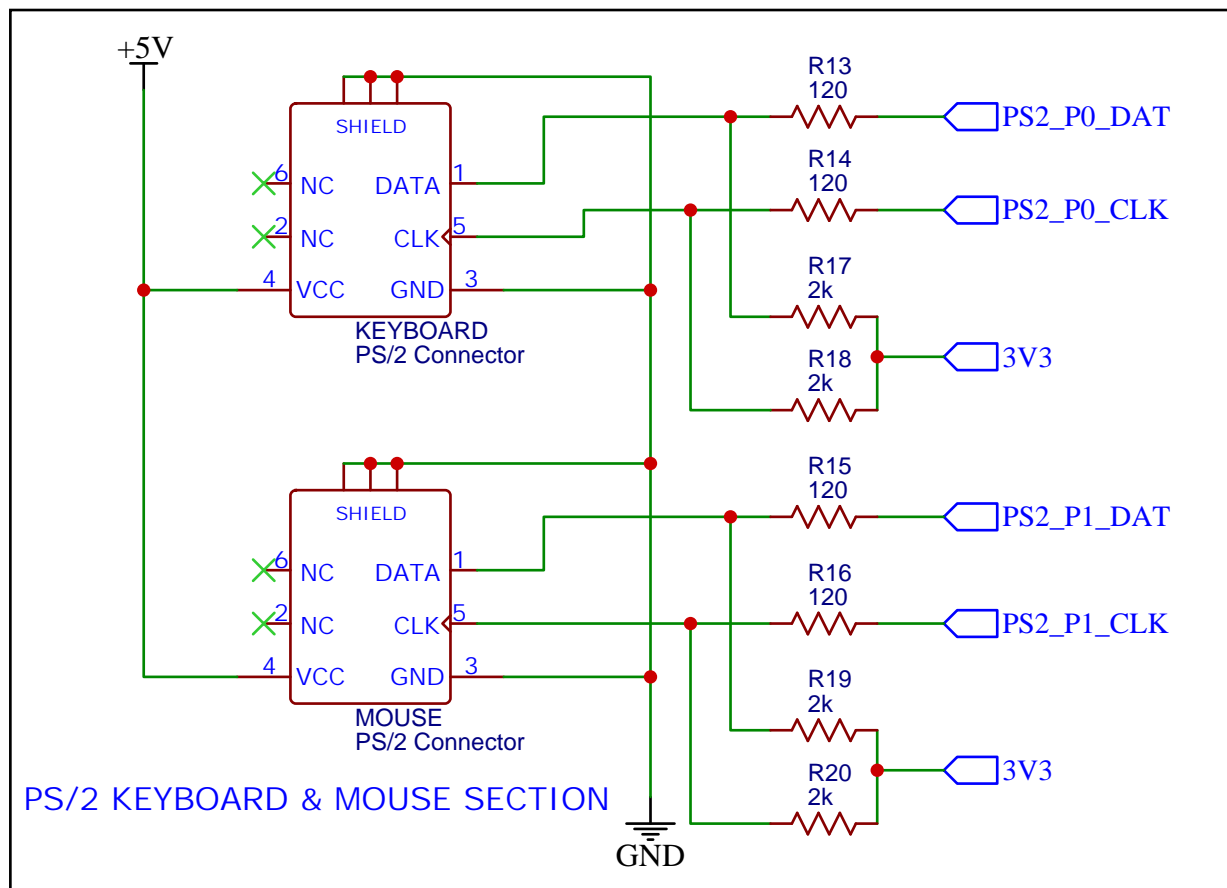 +5V
SHIELD
6 NC DATA 1
2 NC CLK 5
4 VCC GND 3
KEYBOARD
PS/2 Connector
R13
120
PS2_P0_DAT
R14
120
PS2_P0_CLK
R17
2k
R18
2k
3V3
SHIELD
6 NC DATA 1
2 NC CLK 5
4 VCC GND 3
MOUSE
PS/2 Connector
R15
120
PS2_P1_DAT
R16
120
PS2_P1_CLK
R19
2k
R20
2k
3V3
PS/2 KEYBOARD & MOUSE SECTION
GND